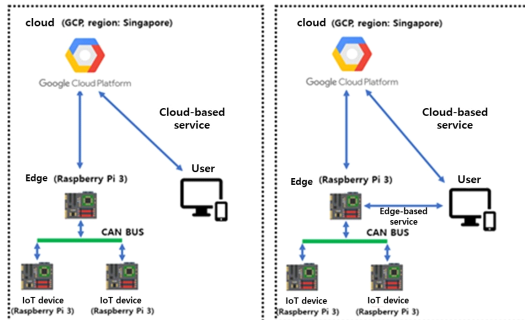 cloud (GCP, region: Singapore)
Google Cloud Platform
Cloud-based
service
Edge (Raspberry Pi 3)
User
CAN BUS
IoT device
(Raspberry Pi 3)
IoT device
(Raspberry Pi 3)
cloud (GCP, region: Singapore)
Google Cloud Platform
Cloud-based
service
Edge (Raspberry Pi 3)
User
Edge-based
service
CAN BUS
IoT device
(Raspberry Pi 3)
IoT device
(Raspberry Pi 3)